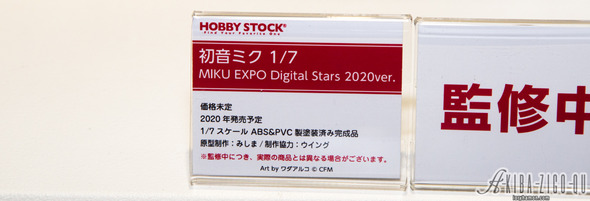 HOBBY STOCK®
Find Your Favorite One
初音ミク 1/7
MIKU EXPO Digital Stars 2020ver.
価格未定
2020 年発売予定
1/7 スケール ABS&PVC 製塗装済み完成品
原型制作：みしま / 制作協力：ウイング
※監修中につき、実際の商品とは異なる場合がございます。
Art by ワダアルコ © CFM
監修中
AKIBA-ZIGO-QU